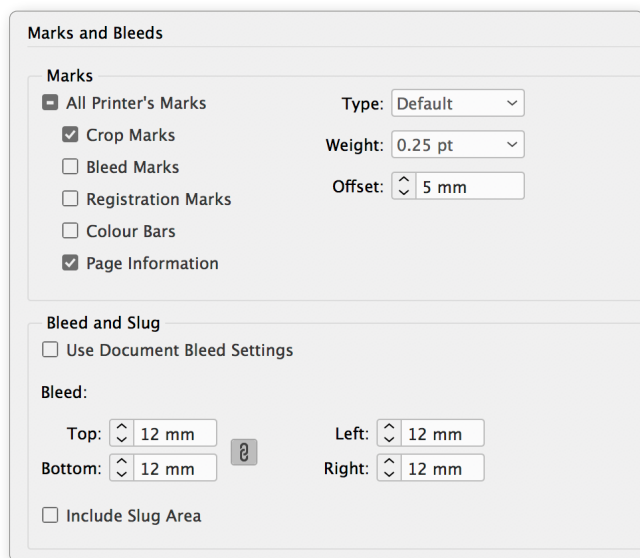 Marks and Bleeds
Marks
All Printer's Marks
Crop Marks
Bleed Marks
Registration Marks
Colour Bars
Page Information
Type: Default
Weight: 0.25 pt
Offset: 5 mm
Bleed and Slug
Use Document Bleed Settings
Bleed:
Top: 12 mm
Bottom: 12 mm
Left: 12 mm
Right: 12 mm
Include Slug Area